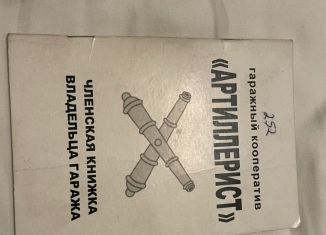 252
гаражный кооператив
«АРТИЛЛЕРИСТ»
ЧЛЕНСКАЯ КНИЖКА
ВЛАДЕЛЬЦА ГАРАЖА